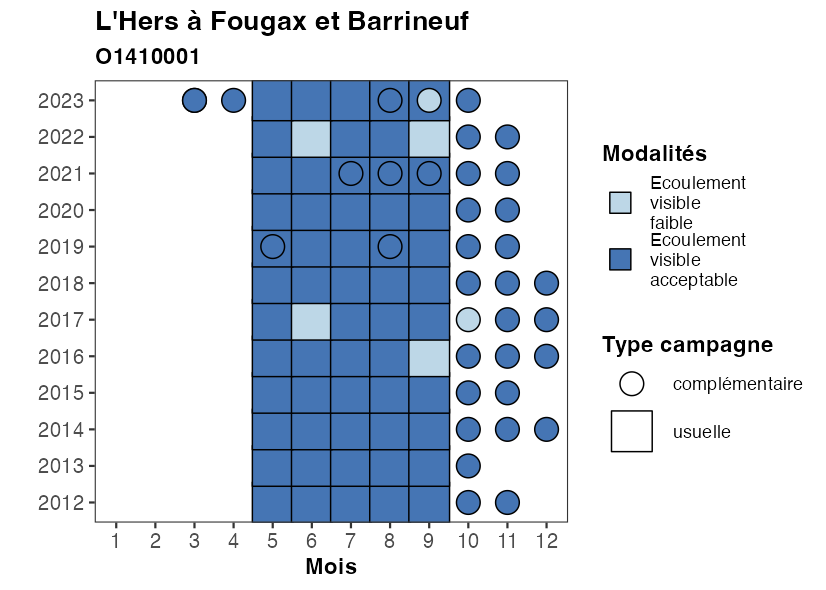 L'Hers à Fougax et Barrineuf
O1410001
2023
2022
2021
2020
2019
2018
2017
2016
2015
2014
2013
2012
1 2 3 4 5 6 7 8 9 10 11 12
Mois
Modalités
Ecoulement
visible
faible
Ecoulement
visible
acceptable
Type campagne
complémentaire
usuelle